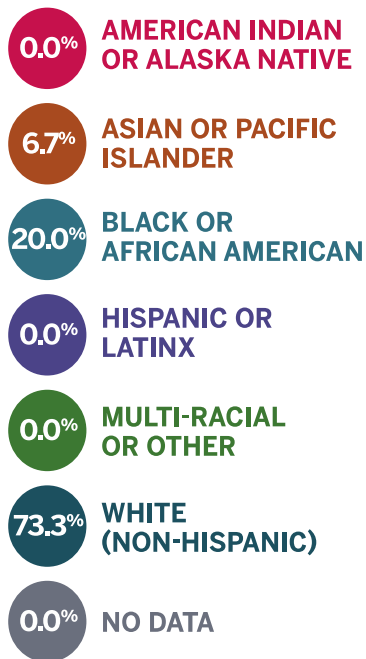 0.0%
AMERICAN INDIAN
OR ALASKA NATIVE
6.7%
ASIAN OR PACIFIC
ISLANDER
20.0%
BLACK OR
AFRICAN AMERICAN
0.0%
HISPANIC OR
LATINX
0.0%
MULTI-RACIAL
OR OTHER
73.3%
WHITE
(NON-HISPANIC)
0.0%
NO DATA